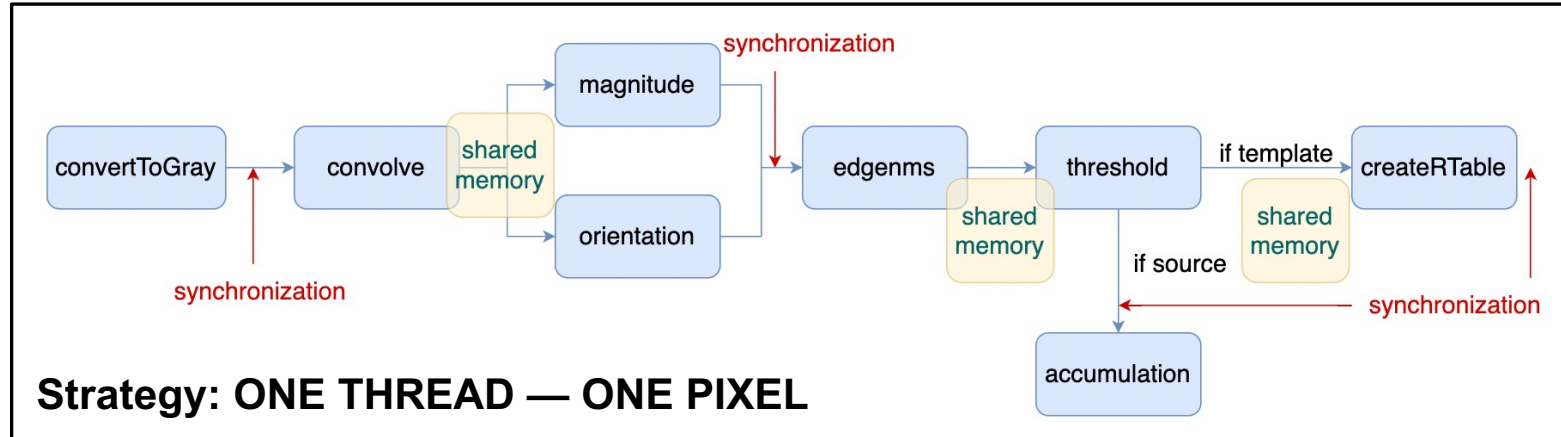 synchronization
magnitude
convertToGray
convolve
shared
memory
orientation
synchronization
edgenms
shared
memory
threshold
if template
createRTable
shared
memory
if source
synchronization
accumulation
Strategy: ONE THREAD — ONE PIXEL